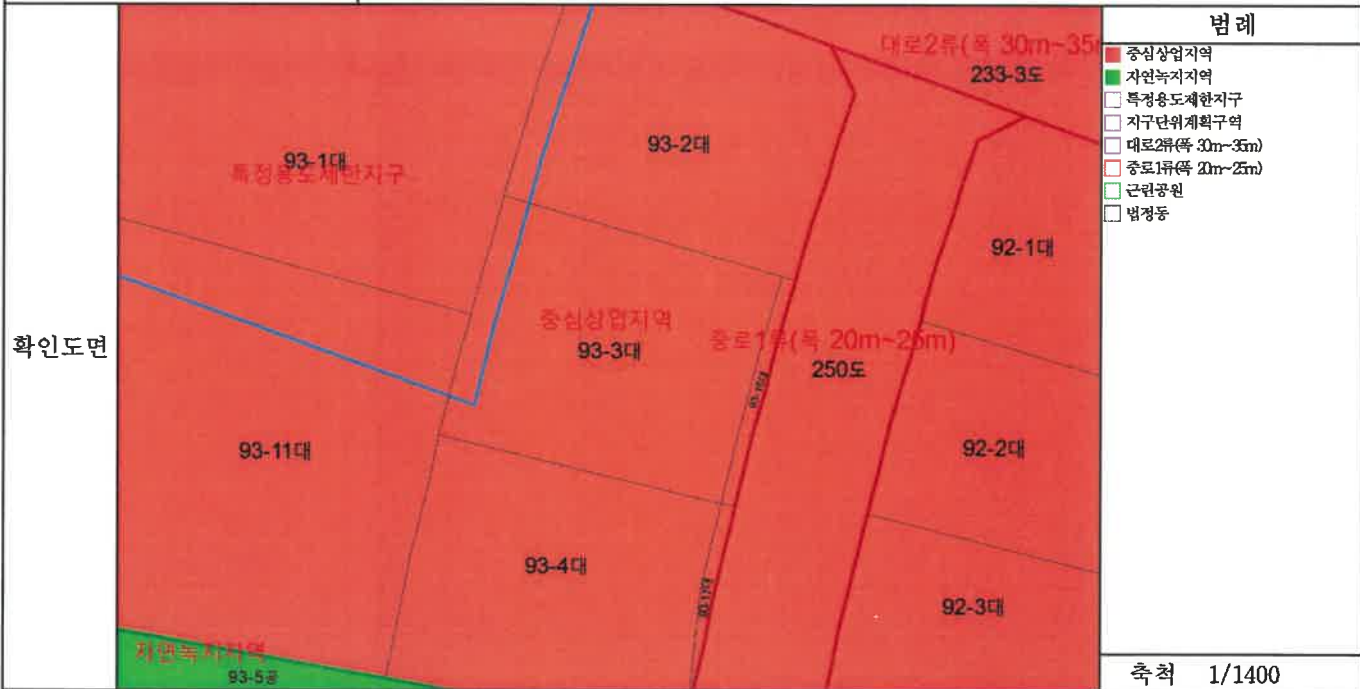 확인도면
대로2류(폭 30m~35m
233-3도
93-2대
93-1대
특정용도제한지구
92-1대
중심상업지역
93-3대
중로1류(폭 20m~25m)
250도
93-11대
92-2대
93-4대
92-3대
자연녹지지역
93-5공
범례
중심상업지역
자연녹지지역
특정용도제한지구
지구단위계획구역
대로2류(폭 30m~35m)
중로1류(폭 20m~25m)
근린공원
법정동
축척 1/1400